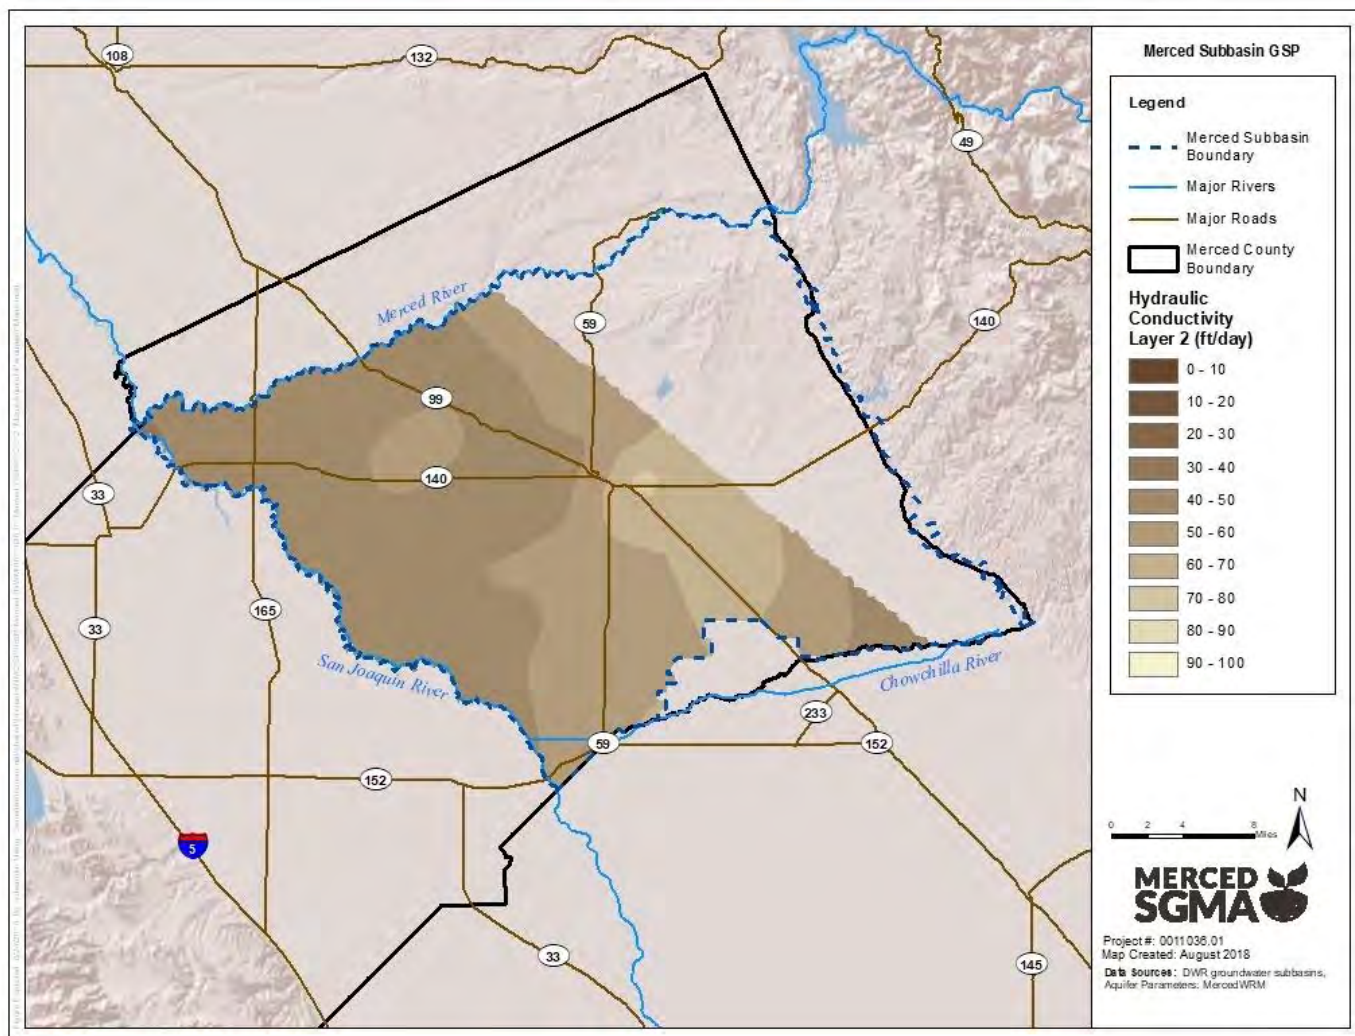 108
132
49
Merced River
59
140
99
140
33
165
33
San Joaquin River
Chowchilla River
233
59
152
152
5
33
145
Merced Subbasin GSP
Legend
Merced Subbasin
Boundary
Major Rivers
Major Roads
Merced County
Boundary
Hydraulic
Conductivity
Layer 2 (ft/day)
0 - 10
10 - 20
20 - 30
30 - 40
40 - 50
50 - 60
60 - 70
70 - 80
80 - 90
90 - 100
N
0 2 4 8
Miles
MERCED
SGMA
Project #: 0011036.01
Map Created: August 2018
Data Sources: DWR groundwater subbasins,
Aquifer Parameters: MercedWRM